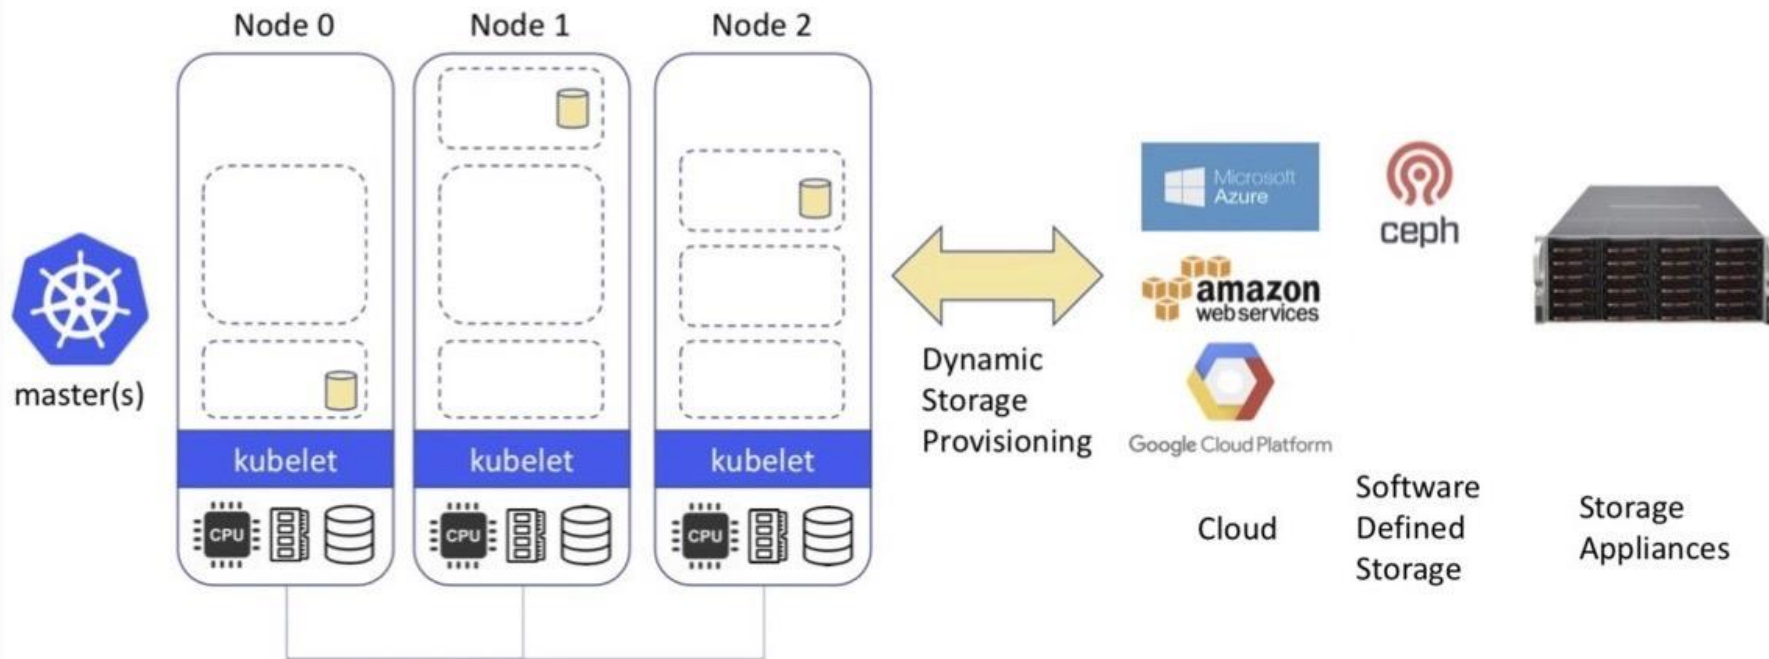 Node 0
Node 1
Node 2
master(s)
kubelet
kubelet
kubelet
CPU
CPU
CPU
Dynamic
Storage
Provisioning
Microsoft
Azure
amazon
web services
Google Cloud Platform
ceph
Cloud
Software
Defined
Storage
Storage
Appliances